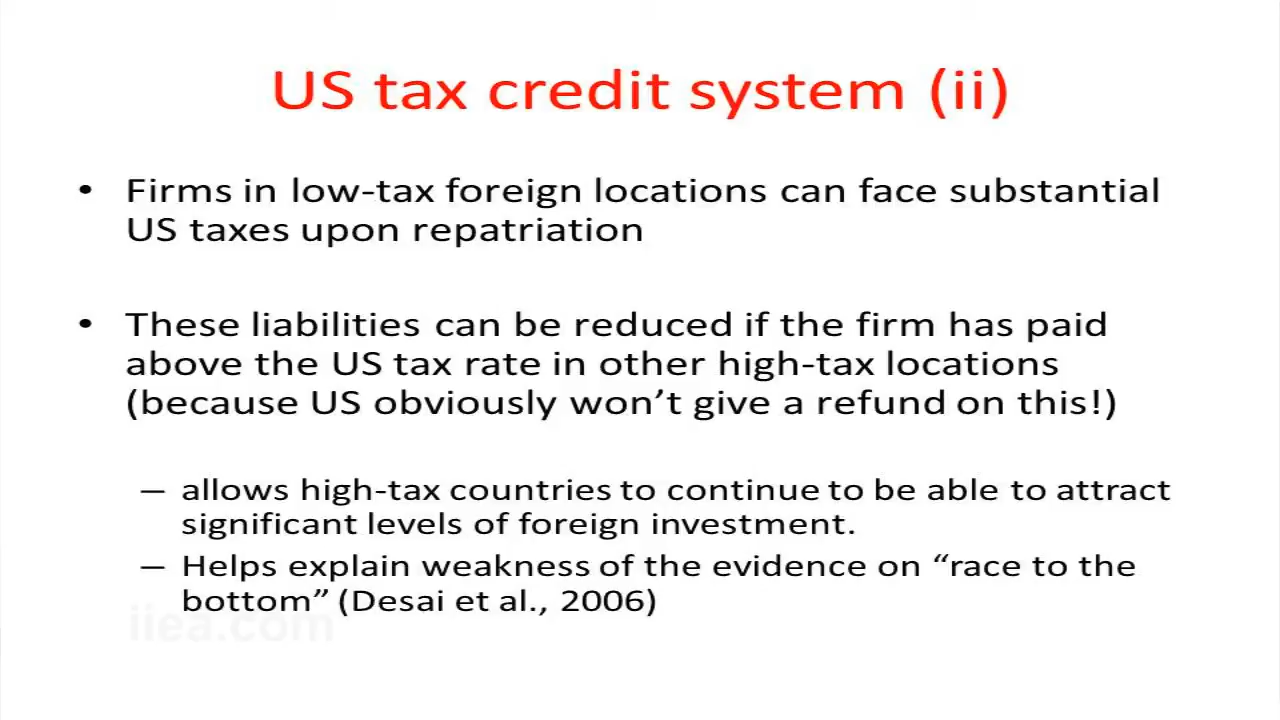 US tax credit system (ii)
• Firms in low-tax foreign locations can face substantial
US taxes upon repatriation
• These liabilities can be reduced if the firm has paid
above the US tax rate in other high-tax locations
(because US obviously won’t give a refund on this!)
– allows high-tax countries to continue to be able to attract
significant levels of foreign investment.
– Helps explain weakness of the evidence on “race to the
bottom” (Desai et al., 2006)
iiea.com